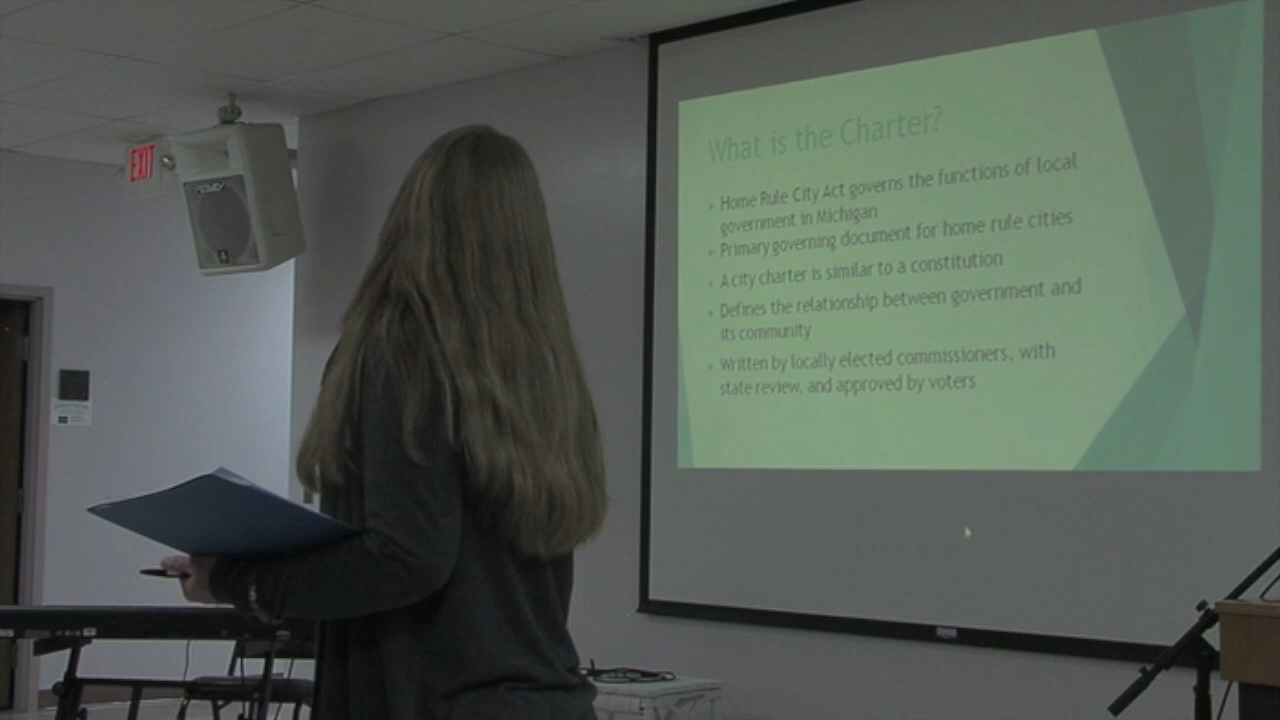 EXIT
What is the Charter?
Home Rule City Act governs the functions of local
government in Michigan
Primary governing document for home rule cities
A city charter is similar to a constitution
Defines the relationship between government and
its community
Written by locally elected commissioners, with
state review, and approved by voters